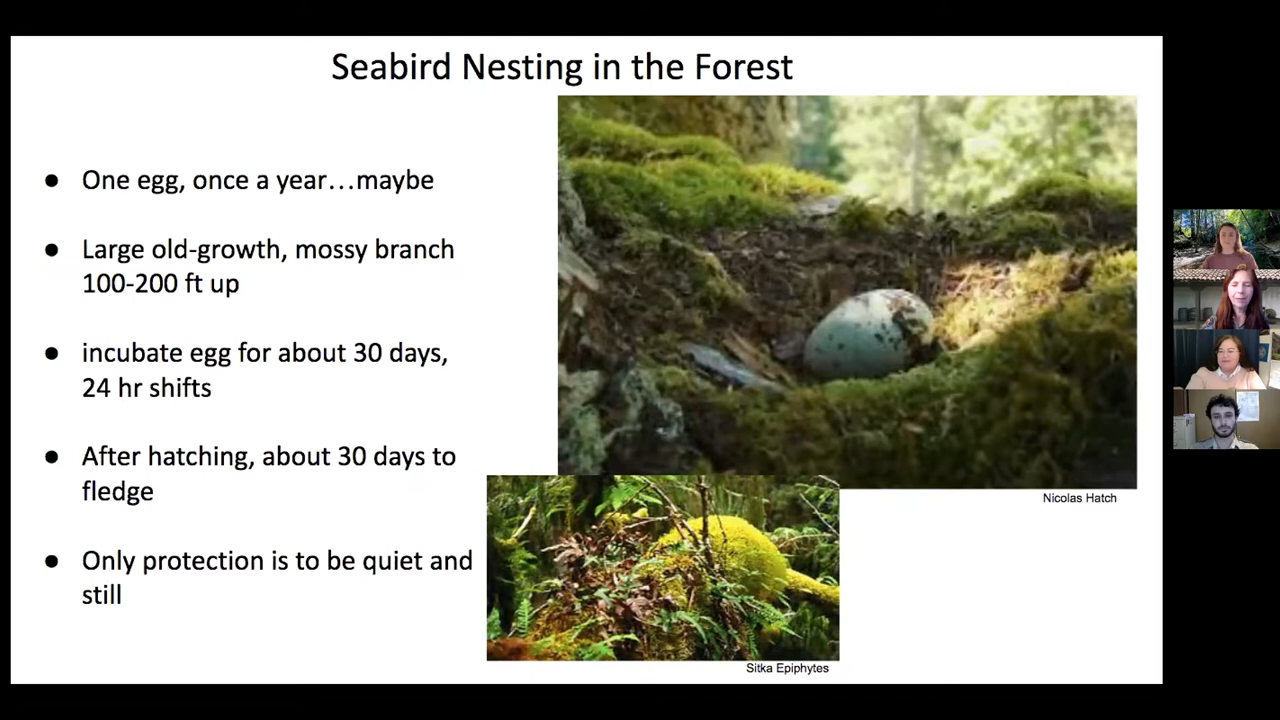 Seabird Nesting in the Forest
● One egg, once a year…maybe
● Large old-growth, mossy branch
100-200 ft up
● incubate egg for about 30 days,
24 hr shifts
● After hatching, about 30 days to
fledge
● Only protection is to be quiet and
still
Nicolas Hatch
Sitka Epiphytes